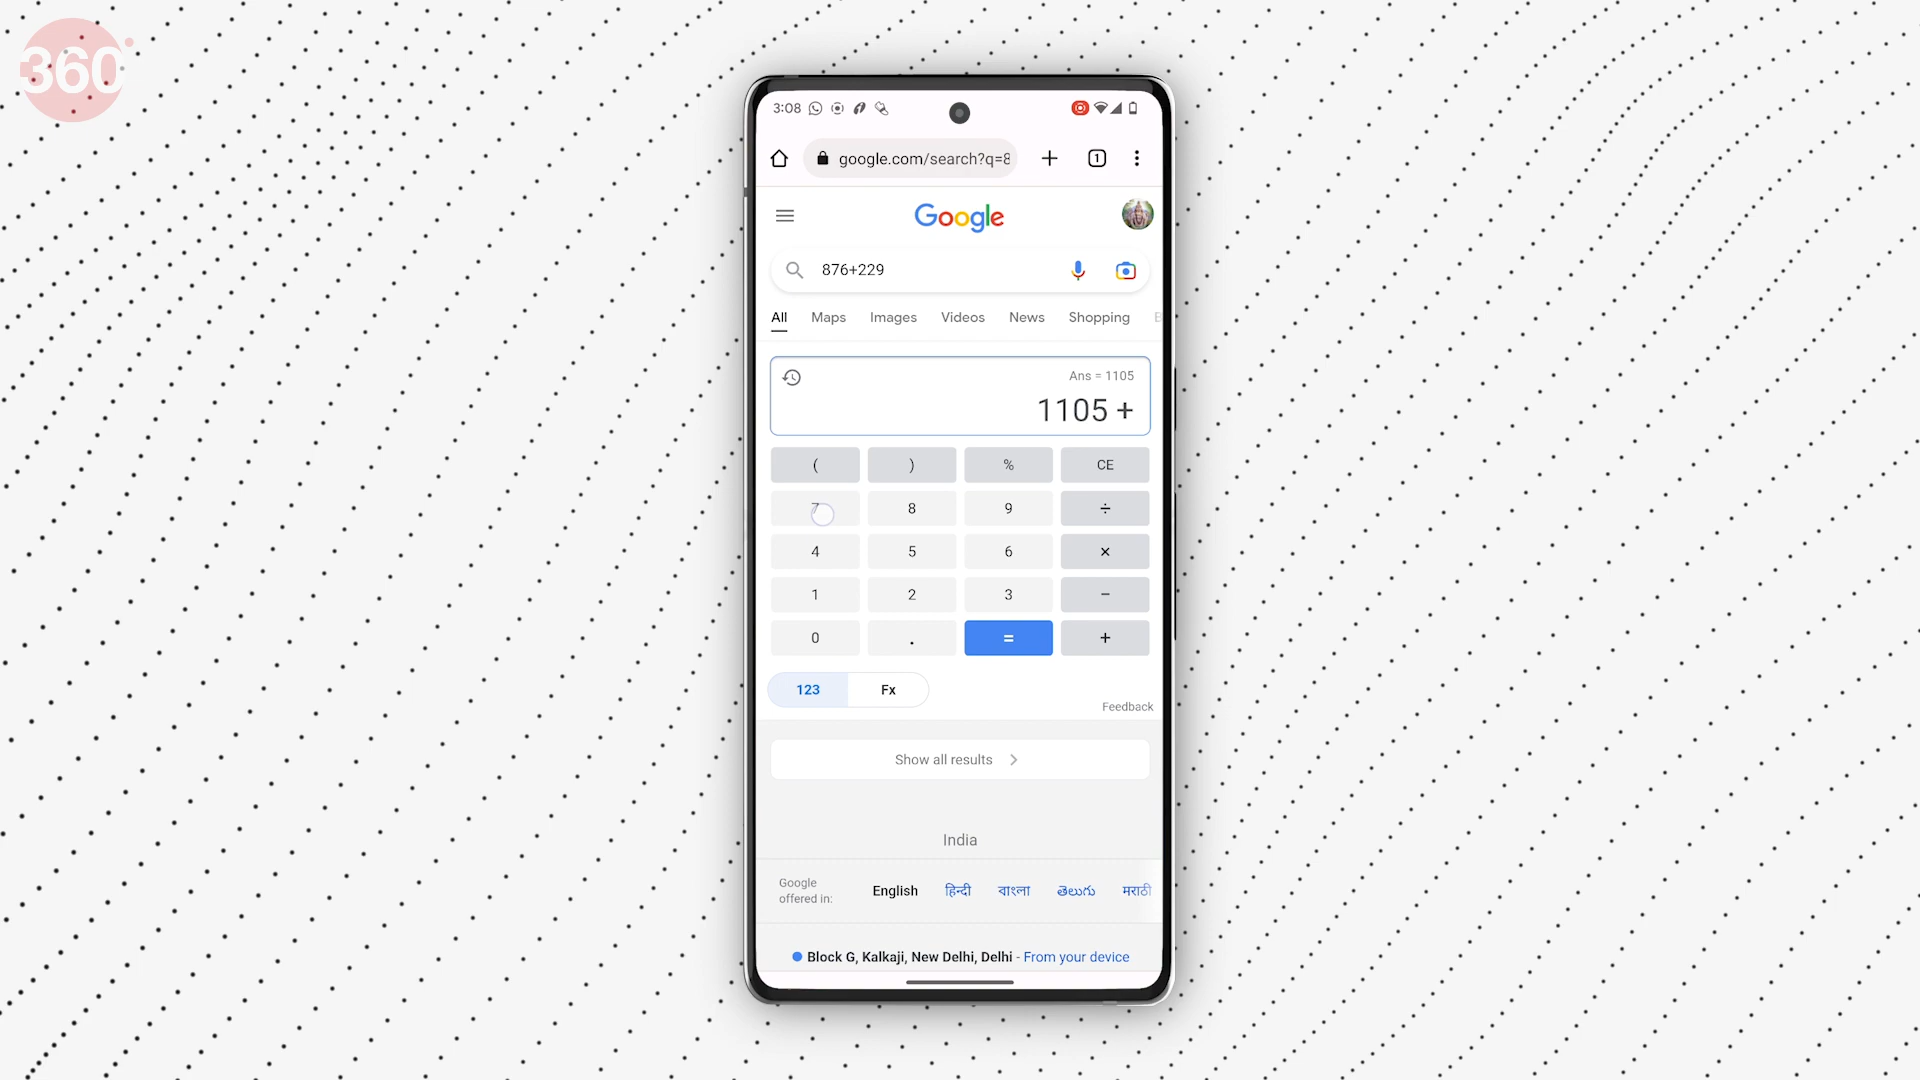 360°
3:08
google.com/search?q=8
1
Google
876+229
All Maps Images Videos News Shopping
Ans = 1105
1105 +
( ) % CE
7 8 9 ÷
4 5 6 ×
1 2 3 −
0 . = +
123 Fx
Feedback
Show all results
India
Google
offered in:
English हिन्दी বাংলা తెలుగు मराठी
Block G, Kalkaji, New Delhi, Delhi - From your device